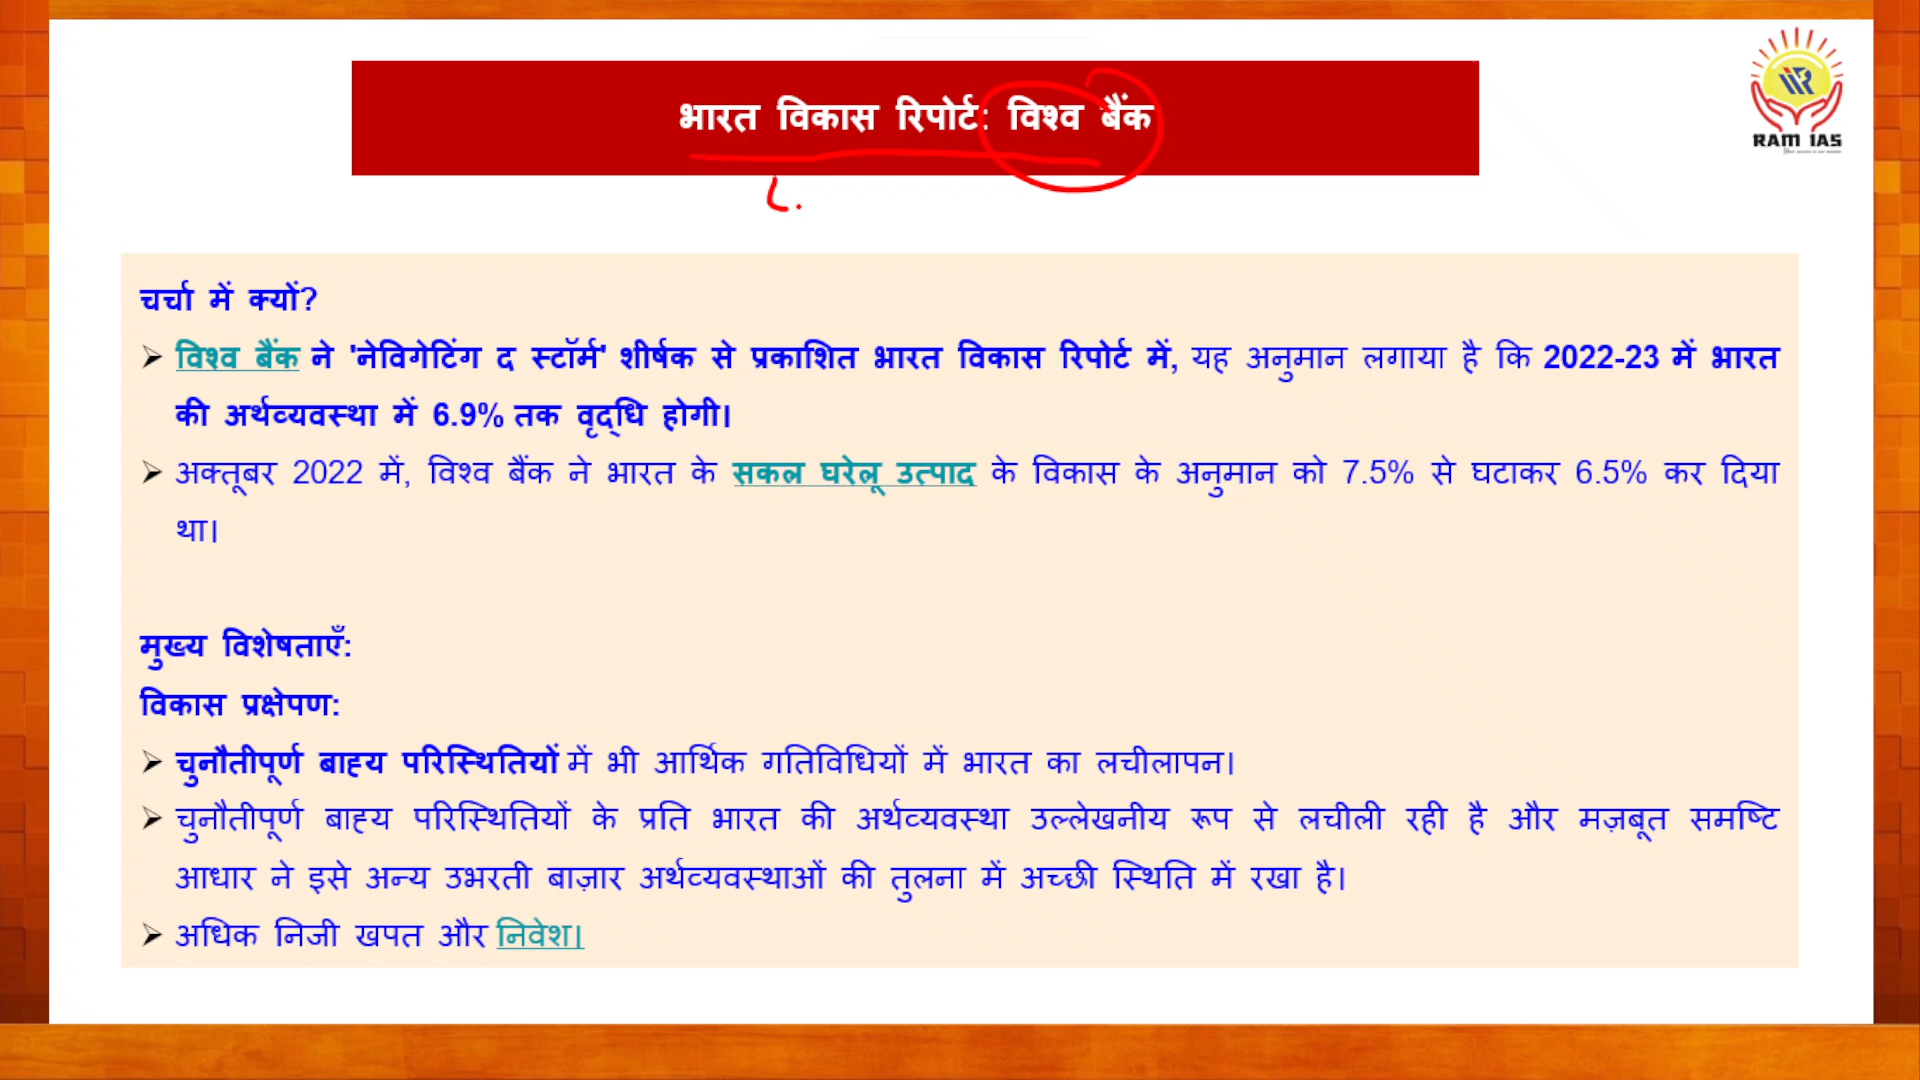 भारत विकास रिपोर्ट: विश्व बैंक
RAM IAS
चर्चा में क्यों?
➢ विश्व बैंक ने 'नेविगेटिंग द स्टॉर्म' शीर्षक से प्रकाशित भारत विकास रिपोर्ट में, यह अनुमान लगाया है कि 2022-23 में भारत
की अर्थव्यवस्था में 6.9% तक वृद्धि होगी।
➢ अक्तूबर 2022 में, विश्व बैंक ने भारत के सकल घरेलू उत्पाद के विकास के अनुमान को 7.5% से घटाकर 6.5% कर दिया
था।
मुख्य विशेषताएँ:
विकास प्रक्षेपण:
➢ चुनौतीपूर्ण बाह्य परिस्थितियों में भी आर्थिक गतिविधियों में भारत का लचीलापन।
➢ चुनौतीपूर्ण बाह्य परिस्थितियों के प्रति भारत की अर्थव्यवस्था उल्लेखनीय रूप से लचीली रही है और मज़बूत समष्टि
आधार ने इसे अन्य उभरती बाज़ार अर्थव्यवस्थाओं की तुलना में अच्छी स्थिति में रखा है।
➢ अधिक निजी खपत और निवेश।